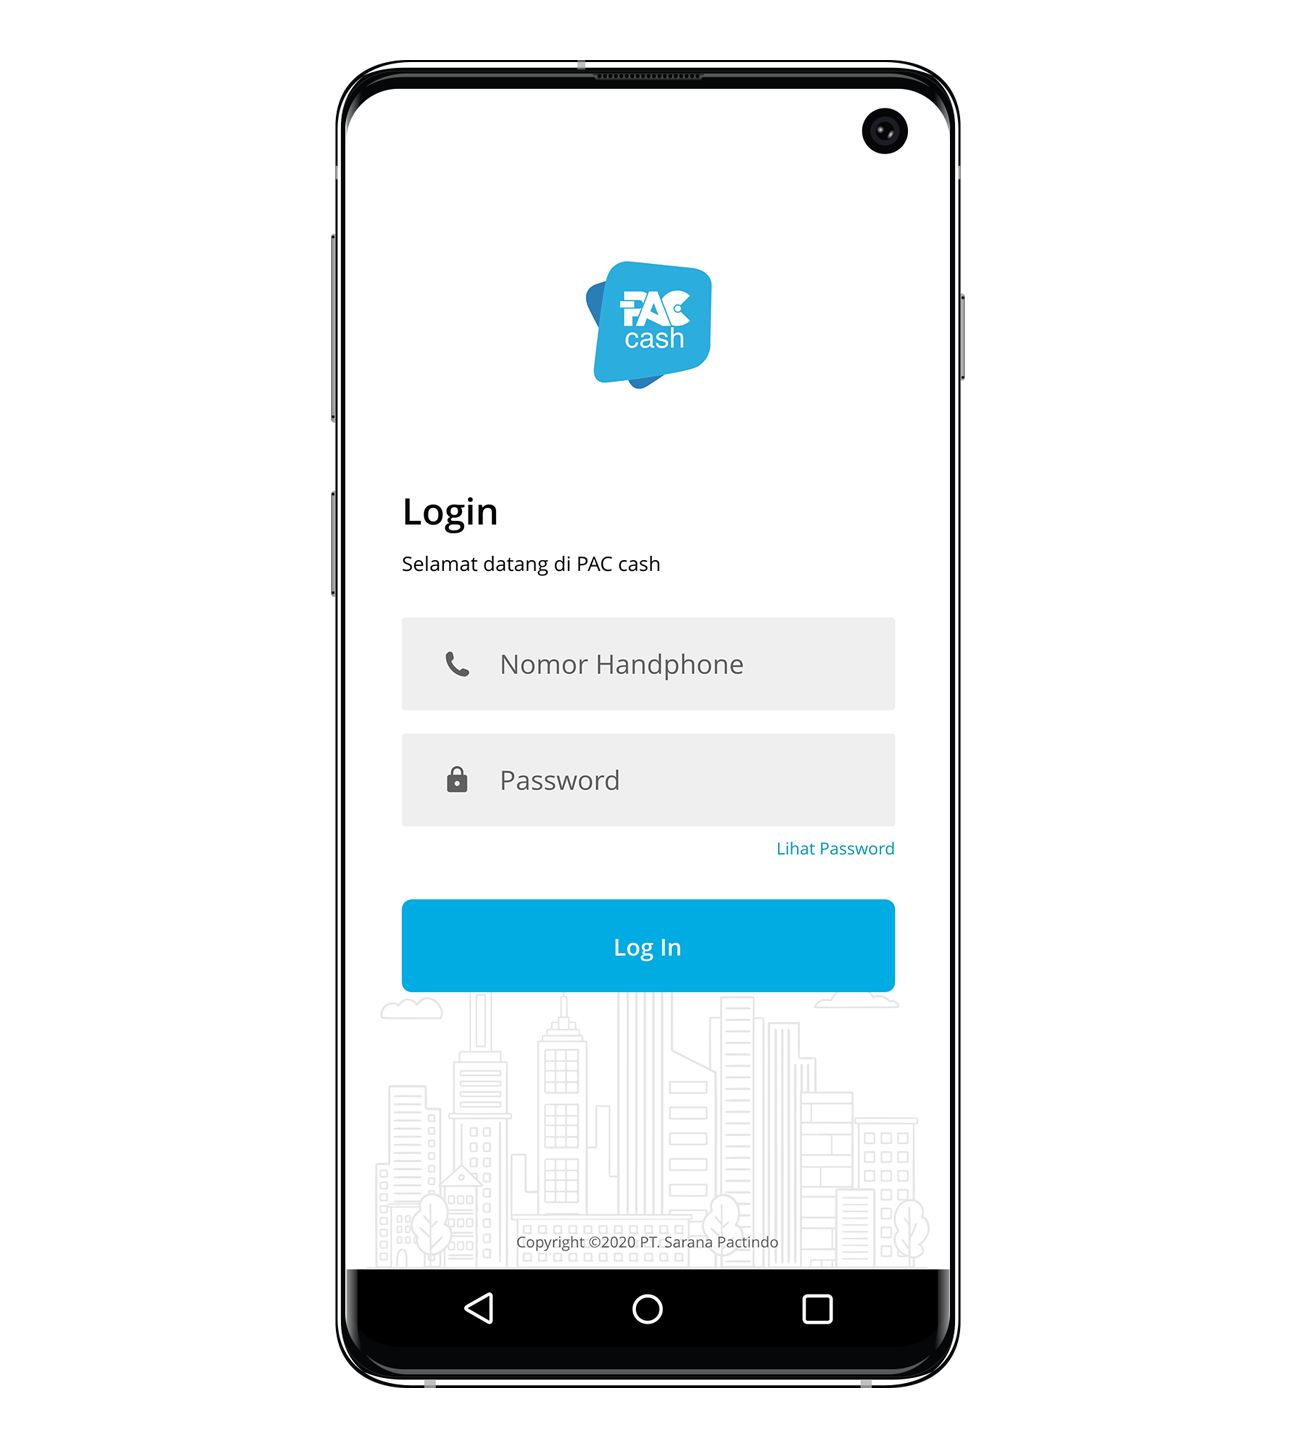 PAC
cash
Login
Selamat datang di PAC cash
Nomor Handphone
Password
Lihat Password
Log In
Copyright ©2020 PT. Sarana Pactindo